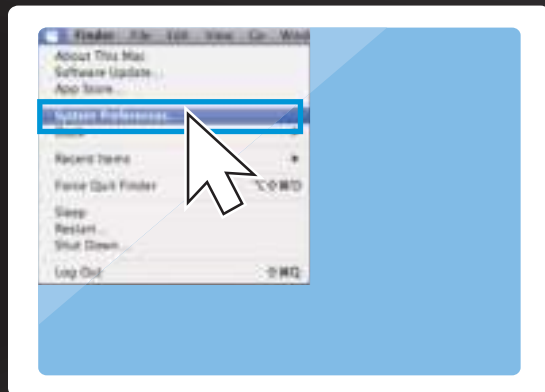 Finder File Edit View Go Wind
About This Mac
Software Update...
App Store...
System Preferences...
Dock
Recent Items
Force Quit Finder
Sleep
Restart...
Shut Down...
Log Out ⇧⌘Q